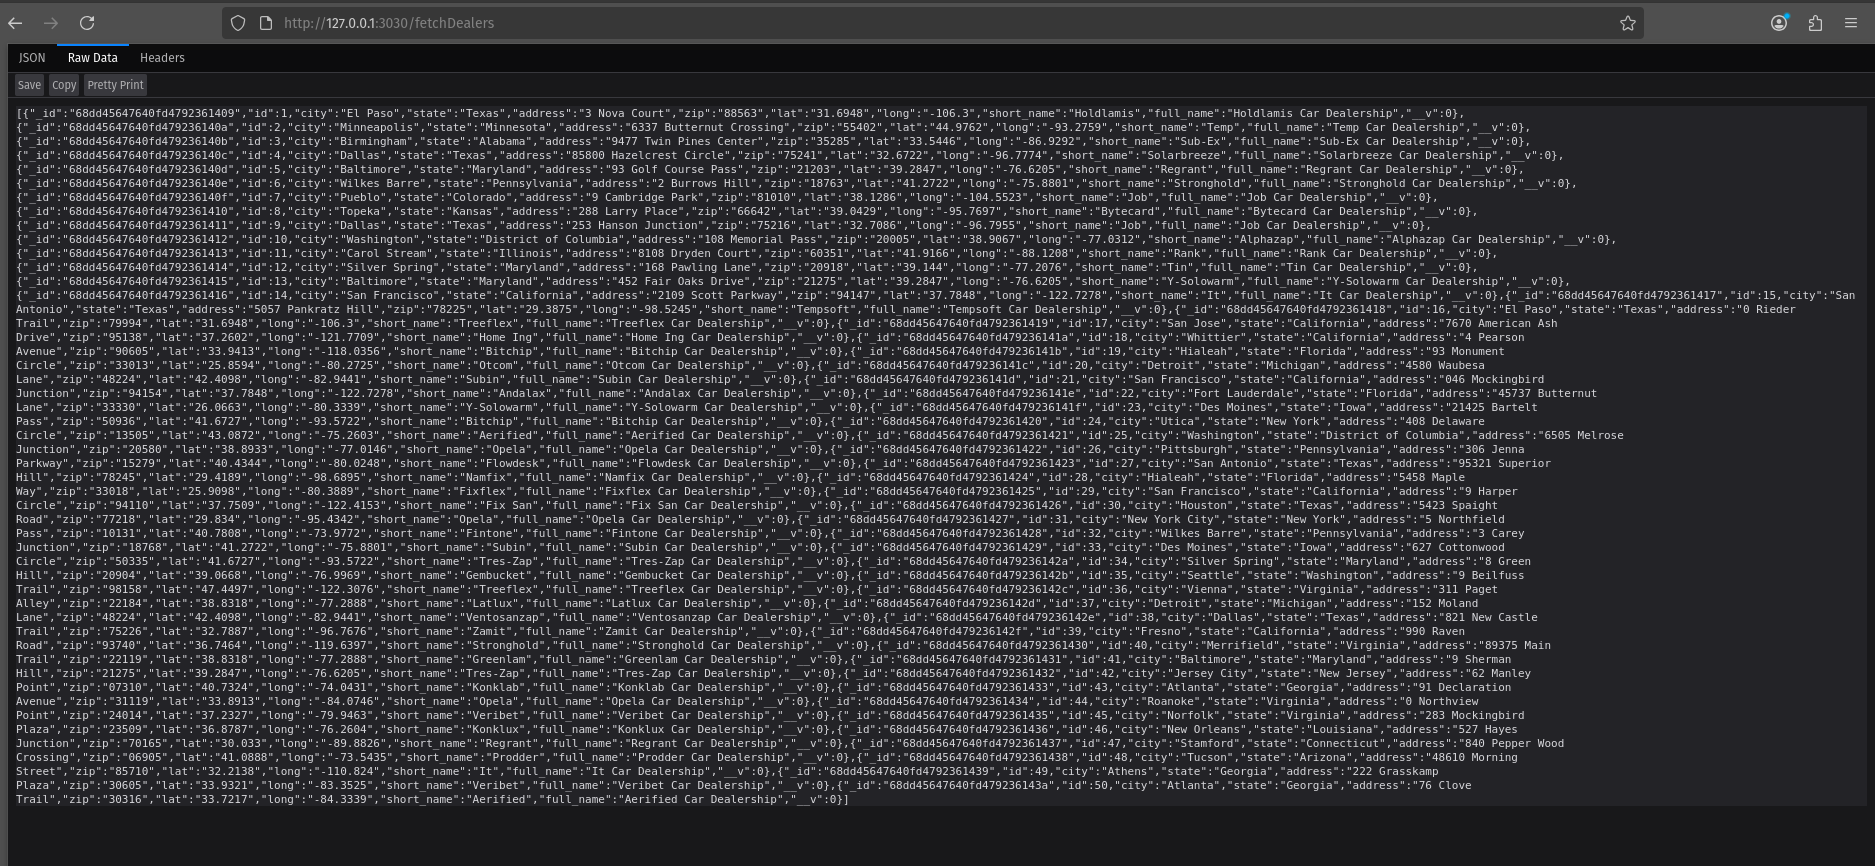 http://127.0.0.1:3030/fetchDealers
JSON Raw Data Headers
Save Copy Pretty Print
[{"_id":"68dd45647640fd4792361409","id":1,"city":"El Paso","state":"Texas","address":"3 Nova Court","zip":"88563","lat":"31.6948","long":"-106.3","short_name":"Holdlamis","full_name":"Holdlamis Car Dealership","__v":0},
{"_id":"68dd45647640fd479236140a","id":2,"city":"Minneapolis","state":"Minnesota","address":"6337 Butternut Crossing","zip":"55402","lat":"44.9762","long":"-93.2759","short_name":"Temp","full_name":"Temp Car Dealership","__v":0},
{"_id":"68dd45647640fd479236140b","id":3,"city":"Birmingham","state":"Alabama","address":"9477 Twin Pines Center","zip":"35285","lat":"33.5446","long":"-86.9292","short_name":"Sub-Ex","full_name":"Sub-Ex Car Dealership","__v":0},
{"_id":"68dd45647640fd479236140c","id":4,"city":"Dallas","state":"Texas","address":"85800 Hazelcrest Circle","zip":"75241","lat":"32.6722","long":"-96.7774","short_name":"Solarbreeze","full_name":"Solarbreeze Car Dealership","__v":0},
{"_id":"68dd45647640fd479236140d","id":5,"city":"Baltimore","state":"Maryland","address":"93 Golf Course Pass","zip":"21203","lat":"39.2847","long":"-76.6205","short_name":"Regrant","full_name":"Regrant Car Dealership","__v":0},
{"_id":"68dd45647640fd479236140e","id":6,"city":"Wilkes Barre","state":"Pennsylvania","address":"2 Burrows Hill","zip":"18763","lat":"41.2722","long":"-75.8801","short_name":"Stronghold","full_name":"Stronghold Car Dealership","__v":0},
{"_id":"68dd45647640fd479236140f","id":7,"city":"Pueblo","state":"Colorado","address":"9 Cambridge Park","zip":"81010","lat":"38.1286","long":"-104.5523","short_name":"Job","full_name":"Job Car Dealership","__v":0},
{"_id":"68dd45647640fd4792361410","id":8,"city":"Topeka","state":"Kansas","address":"288 Larry Place","zip":"66642","lat":"39.0429","long":"-95.7697","short_name":"Bytecard","full_name":"Bytecard Car Dealership","__v":0},
{"_id":"68dd45647640fd4792361411","id":9,"city":"Dallas","state":"Texas","address":"253 Hanson Junction","zip":"75216","lat":"32.7086","long":"-96.7955","short_name":"Job","full_name":"Job Car Dealership","__v":0},
{"_id":"68dd45647640fd4792361412","id":10,"city":"Washington","state":"District of Columbia","address":"108 Memorial Pass","zip":"20005","lat":"38.9067","long":"-77.0312","short_name":"Alphazap","full_name":"Alphazap Car Dealership","__v":0},
{"_id":"68dd45647640fd4792361413","id":11,"city":"Carol Stream","state":"Illinois","address":"8108 Dryden Court","zip":"60351","lat":"41.9166","long":"-88.1208","short_name":"Rank","full_name":"Rank Car Dealership","__v":0},
{"_id":"68dd45647640fd4792361414","id":12,"city":"Silver Spring","state":"Maryland","address":"168 Pawling Lane","zip":"20918","lat":"39.144","long":"-77.2076","short_name":"Tin","full_name":"Tin Car Dealership","__v":0},
{"_id":"68dd45647640fd4792361415","id":13,"city":"Baltimore","state":"Maryland","address":"452 Fair Oaks Drive","zip":"21275","lat":"39.2847","long":"-76.6205","short_name":"Y-Solowarm","full_name":"Y-Solowarm Car Dealership","__v":0},
{"_id":"68dd45647640fd4792361416","id":14,"city":"San Francisco","state":"California","address":"2109 Scott Parkway","zip":"94147","lat":"37.7848","long":"-122.7278","short_name":"It","full_name":"It Car Dealership","__v":0},{"_id":"68dd45647640fd4792361417","id":15,"city":"San
Antonio","state":"Texas","address":"5057 Pankratz Hill","zip":"78225","lat":"29.3875","long":"-98.5245","short_name":"Tempsoft","full_name":"Tempsoft Car Dealership","__v":0},{"_id":"68dd45647640fd4792361418","id":16,"city":"El Paso","state":"Texas","address":"0 Rieder
Trail","zip":"79994","lat":"31.6948","long":"-106.3","short_name":"Treeflex","full_name":"Treeflex Car Dealership","__v":0},{"_id":"68dd45647640fd4792361419","id":17,"city":"San Jose","state":"California","address":"7670 American Ash
Drive","zip":"95138","lat":"37.2602","long":"-121.7709","short_name":"Home Ing","full_name":"Home Ing Car Dealership","__v":0},{"_id":"68dd45647640fd479236141a","id":18,"city":"Whittier","state":"California","address":"4 Pearson
Avenue","zip":"90605","lat":"33.9413","long":"-118.0356","short_name":"Bitchip","full_name":"Bitchip Car Dealership","__v":0},{"_id":"68dd45647640fd479236141b","id":19,"city":"Hialeah","state":"Florida","address":"93 Monument
Circle","zip":"33013","lat":"25.8594","long":"-80.2725","short_name":"Otcom","full_name":"Otcom Car Dealership","__v":0},{"_id":"68dd45647640fd479236141c","id":20,"city":"Detroit","state":"Michigan","address":"4580 Waubesa
Lane","zip":"48224","lat":"42.4098","long":"-82.9441","short_name":"Subin","full_name":"Subin Car Dealership","__v":0},{"_id":"68dd45647640fd479236141d","id":21,"city":"San Francisco","state":"California","address":"046 Mockingbird
Junction","zip":"94154","lat":"37.7848","long":"-122.7278","short_name":"Andalax","full_name":"Andalax Car Dealership","__v":0},{"_id":"68dd45647640fd479236141e","id":22,"city":"Fort Lauderdale","state":"Florida","address":"45737 Butternut
Lane","zip":"33330","lat":"26.0663","long":"-80.3339","short_name":"Y-Solowarm","full_name":"Y-Solowarm Car Dealership","__v":0},{"_id":"68dd45647640fd479236141f","id":23,"city":"Des Moines","state":"Iowa","address":"21425 Bartelt
Pass","zip":"50936","lat":"41.6727","long":"-93.5722","short_name":"Bitchip","full_name":"Bitchip Car Dealership","__v":0},{"_id":"68dd45647640fd4792361420","id":24,"city":"Utica","state":"New York","address":"408 Delaware
Circle","zip":"13505","lat":"43.0872","long":"-75.2603","short_name":"Aerified","full_name":"Aerified Car Dealership","__v":0},{"_id":"68dd45647640fd4792361421","id":25,"city":"Washington","state":"District of Columbia","address":"6505 Melrose
Junction","zip":"20580","lat":"38.8933","long":"-77.0146","short_name":"Opela","full_name":"Opela Car Dealership","__v":0},{"_id":"68dd45647640fd4792361422","id":26,"city":"Pittsburgh","state":"Pennsylvania","address":"306 Jenna
Parkway","zip":"15279","lat":"40.4344","long":"-80.0248","short_name":"Flowdesk","full_name":"Flowdesk Car Dealership","__v":0},{"_id":"68dd45647640fd4792361423","id":27,"city":"San Antonio","state":"Texas","address":"95321 Superior
Hill","zip":"78245","lat":"29.4189","long":"-98.6895","short_name":"Namfix","full_name":"Namfix Car Dealership","__v":0},{"_id":"68dd45647640fd4792361424","id":28,"city":"Hialeah","state":"Florida","address":"5458 Maple
Way","zip":"33018","lat":"25.9098","long":"-80.3889","short_name":"Fixflex","full_name":"Fixflex Car Dealership","__v":0},{"_id":"68dd45647640fd4792361425","id":29,"city":"San Francisco","state":"California","address":"9 Harper
Circle","zip":"94110","lat":"37.7509","long":"-122.4153","short_name":"Fix San","full_name":"Fix San Car Dealership","__v":0},{"_id":"68dd45647640fd4792361426","id":30,"city":"Houston","state":"Texas","address":"5423 Spaight
Road","zip":"77218","lat":"29.834","long":"-95.4342","short_name":"Opela","full_name":"Opela Car Dealership","__v":0},{"_id":"68dd45647640fd4792361427","id":31,"city":"New York City","state":"New York","address":"5 Northfield
Pass","zip":"10131","lat":"40.7808","long":"-73.9772","short_name":"Fintone","full_name":"Fintone Car Dealership","__v":0},{"_id":"68dd45647640fd4792361428","id":32,"city":"Wilkes Barre","state":"Pennsylvania","address":"3 Carey
Junction","zip":"18768","lat":"41.2722","long":"-75.8801","short_name":"Subin","full_name":"Subin Car Dealership","__v":0},{"_id":"68dd45647640fd4792361429","id":33,"city":"Des Moines","state":"Iowa","address":"627 Cottonwood
Circle","zip":"50335","lat":"41.6727","long":"-93.5722","short_name":"Tres-Zap","full_name":"Tres-Zap Car Dealership","__v":0},{"_id":"68dd45647640fd479236142a","id":34,"city":"Silver Spring","state":"Maryland","address":"8 Green
Hill","zip":"20904","lat":"39.0668","long":"-76.9969","short_name":"Gembucket","full_name":"Gembucket Car Dealership","__v":0},{"_id":"68dd45647640fd479236142b","id":35,"city":"Seattle","state":"Washington","address":"9 Beilfuss
Trail","zip":"98158","lat":"47.4497","long":"-122.3076","short_name":"Treeflex","full_name":"Treeflex Car Dealership","__v":0},{"_id":"68dd45647640fd479236142c","id":36,"city":"Vienna","state":"Virginia","address":"311 Paget
Alley","zip":"22184","lat":"38.8318","long":"-77.2888","short_name":"Latlux","full_name":"Latlux Car Dealership","__v":0},{"_id":"68dd45647640fd479236142d","id":37,"city":"Detroit","state":"Michigan","address":"152 Moland
Lane","zip":"48224","lat":"42.4098","long":"-82.9441","short_name":"Ventosanzap","full_name":"Ventosanzap Car Dealership","__v":0},{"_id":"68dd45647640fd479236142e","id":38,"city":"Dallas","state":"Texas","address":"821 New Castle
Trail","zip":"75226","lat":"32.7887","long":"-96.7676","short_name":"Zamit","full_name":"Zamit Car Dealership","__v":0},{"_id":"68dd45647640fd479236142f","id":39,"city":"Fresno","state":"California","address":"990 Raven
Road","zip":"93740","lat":"36.7464","long":"-119.6397","short_name":"Stronghold","full_name":"Stronghold Car Dealership","__v":0},{"_id":"68dd45647640fd4792361430","id":40,"city":"Merrifield","state":"Virginia","address":"89375 Main
Trail","zip":"22119","lat":"38.8318","long":"-77.2888","short_name":"Greenlam","full_name":"Greenlam Car Dealership","__v":0},{"_id":"68dd45647640fd4792361431","id":41,"city":"Baltimore","state":"Maryland","address":"9 Sherman
Hill","zip":"21275","lat":"39.2847","long":"-76.6205","short_name":"Tres-Zap","full_name":"Tres-Zap Car Dealership","__v":0},{"_id":"68dd45647640fd4792361432","id":42,"city":"Jersey City","state":"New Jersey","address":"62 Manley
Point","zip":"07310","lat":"40.7324","long":"-74.0431","short_name":"Konklab","full_name":"Konklab Car Dealership","__v":0},{"_id":"68dd45647640fd4792361433","id":43,"city":"Atlanta","state":"Georgia","address":"91 Declaration
Avenue","zip":"31119","lat":"33.8913","long":"-84.0746","short_name":"Opela","full_name":"Opela Car Dealership","__v":0},{"_id":"68dd45647640fd4792361434","id":44,"city":"Roanoke","state":"Virginia","address":"0 Northview
Point","zip":"24014","lat":"37.2327","long":"-79.9463","short_name":"Veribet","full_name":"Veribet Car Dealership","__v":0},{"_id":"68dd45647640fd4792361435","id":45,"city":"Norfolk","state":"Virginia","address":"283 Mockingbird
Plaza","zip":"23509","lat":"36.8787","long":"-76.2604","short_name":"Konklux","full_name":"Konklux Car Dealership","__v":0},{"_id":"68dd45647640fd4792361436","id":46,"city":"New Orleans","state":"Louisiana","address":"527 Hayes
Junction","zip":"70165","lat":"30.033","long":"-89.8826","short_name":"Regrant","full_name":"Regrant Car Dealership","__v":0},{"_id":"68dd45647640fd4792361437","id":47,"city":"Stamford","state":"Connecticut","address":"840 Pepper Wood
Crossing","zip":"06905","lat":"41.0888","long":"-73.5435","short_name":"Prodder","full_name":"Prodder Car Dealership","__v":0},{"_id":"68dd45647640fd4792361438","id":48,"city":"Tucson","state":"Arizona","address":"48610 Morning
Street","zip":"85710","lat":"32.2138","long":"-110.824","short_name":"It","full_name":"It Car Dealership","__v":0},{"_id":"68dd45647640fd4792361439","id":49,"city":"Athens","state":"Georgia","address":"222 Grasskamp
Plaza","zip":"30605","lat":"33.9321","long":"-83.3525","short_name":"Veribet","full_name":"Veribet Car Dealership","__v":0},{"_id":"68dd45647640fd479236143a","id":50,"city":"Atlanta","state":"Georgia","address":"76 Clove
Trail","zip":"30316","lat":"33.7217","long":"-84.3339","short_name":"Aerified","full_name":"Aerified Car Dealership","__v":0}]